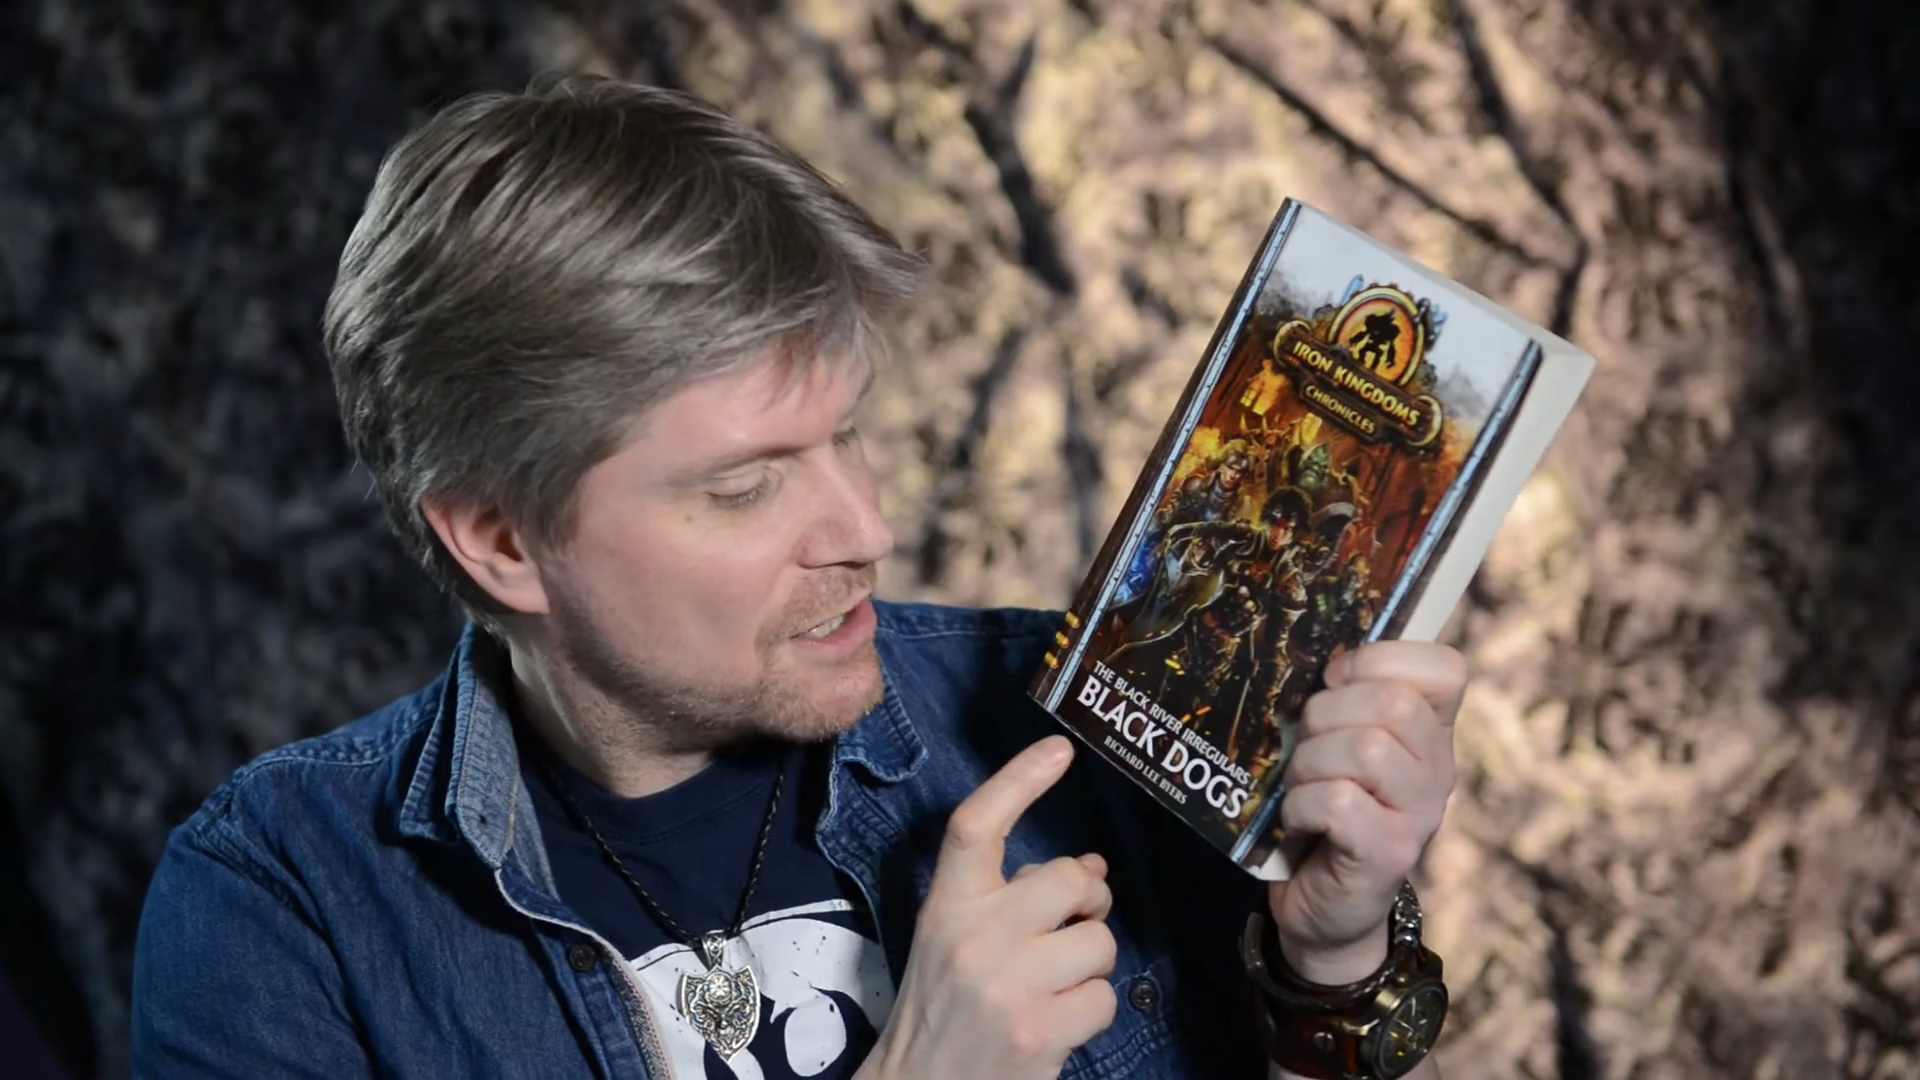 IRON KINGDOMS
CHRONICLES
THE BLACK RIVER IRREGULARS
BLACK DOGS
RICHARD LEE BYERS